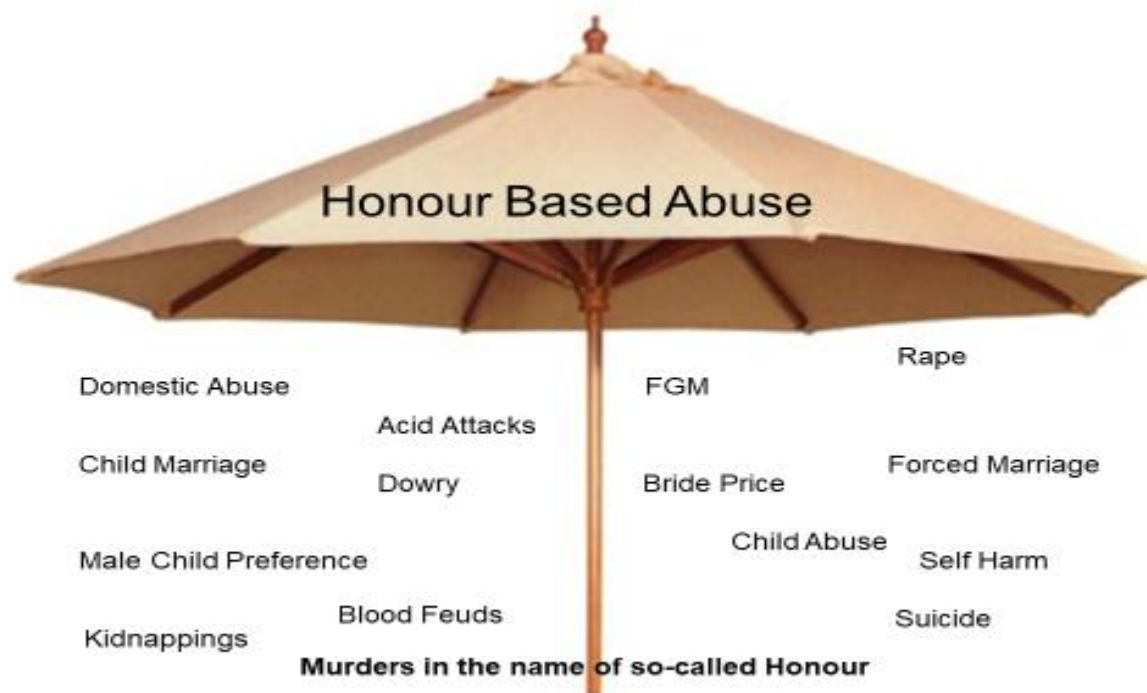 Honour Based Abuse
Rape
Domestic Abuse
FGM
Acid Attacks
Child Marriage
Forced Marriage
Dowry
Bride Price
Child Abuse
Male Child Preference
Self Harm
Blood Feuds
Suicide
Kidnappings
Murders in the name of so-called Honour